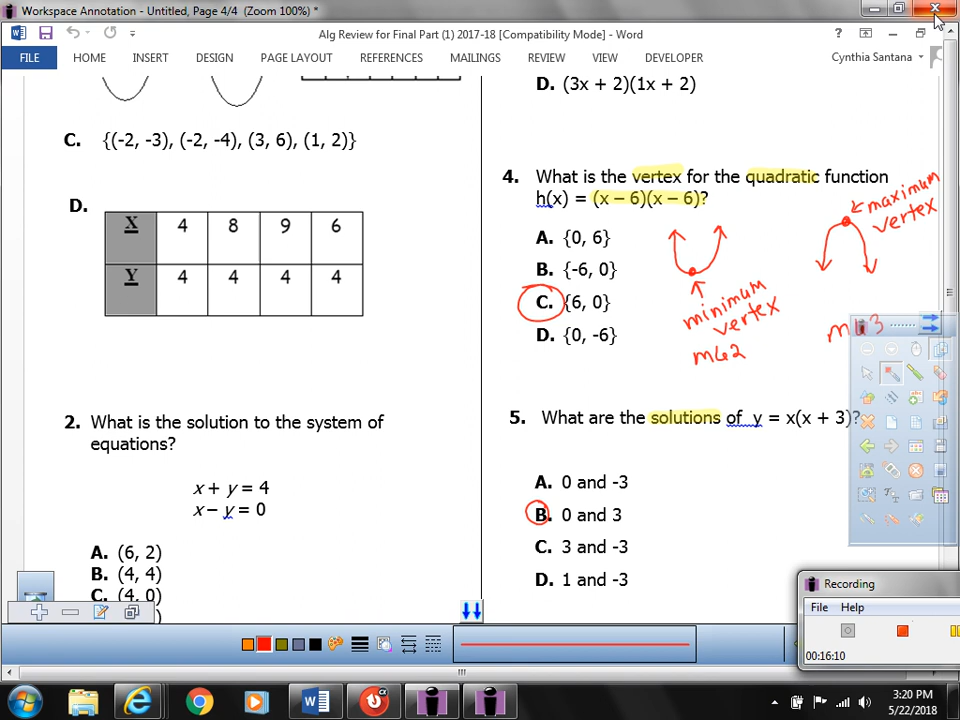 Workspace Annotation - Untitled, Page 4/4 (Zoom 100%) *
Alg Review for Final Part (1) 2017-18 [Compatibility Mode] - Word
FILE HOME INSERT DESIGN PAGE LAYOUT REFERENCES MAILINGS REVIEW VIEW DEVELOPER
Cynthia Santana
C. {(-2, -3), (-2, -4), (3, 6), (1, 2)}
D.
X 4 8 9 6
Y 4 4 4 4
2. What is the solution to the system of
equations?
x + y = 4
x – y = 0
A. (6, 2)
B. (4, 4)
C. (4, 0)
D. (3x + 2)(1x + 2)
4. What is the vertex for the quadratic function
h(x) = (x – 6)(x – 6)?
A. {0, 6}
B. {-6, 0}
C. {6, 0}
D. {0, -6}
minimum
vertex
m62
maximum
vertex
5. What are the solutions of y = x(x + 3)?
A. 0 and -3
B. 0 and 3
C. 3 and -3
D. 1 and -3
Recording
File Help
00:16:10
3:20 PM
5/22/2018